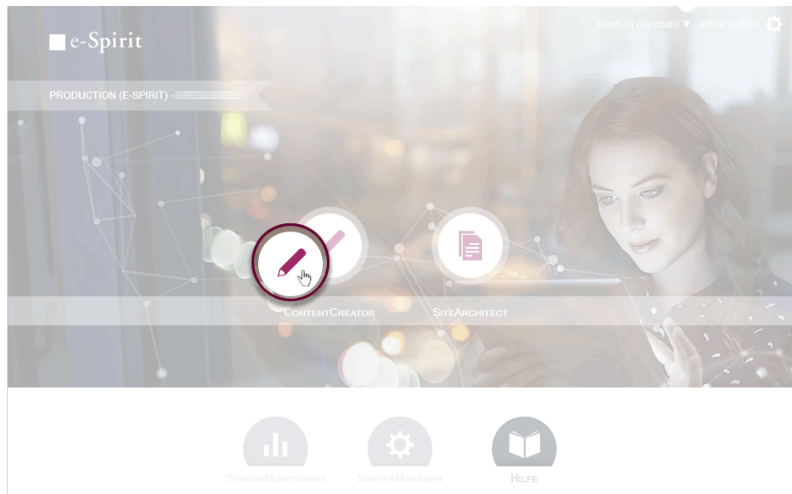 e-Spirit
Deutsch (German) ▼ editor (editor)
PRODUCTION (E-SPIRIT) -
CONTENTCREATOR
SITEARCHITECT
SERVERMONITORING
SERVERMANAGER
HILFE